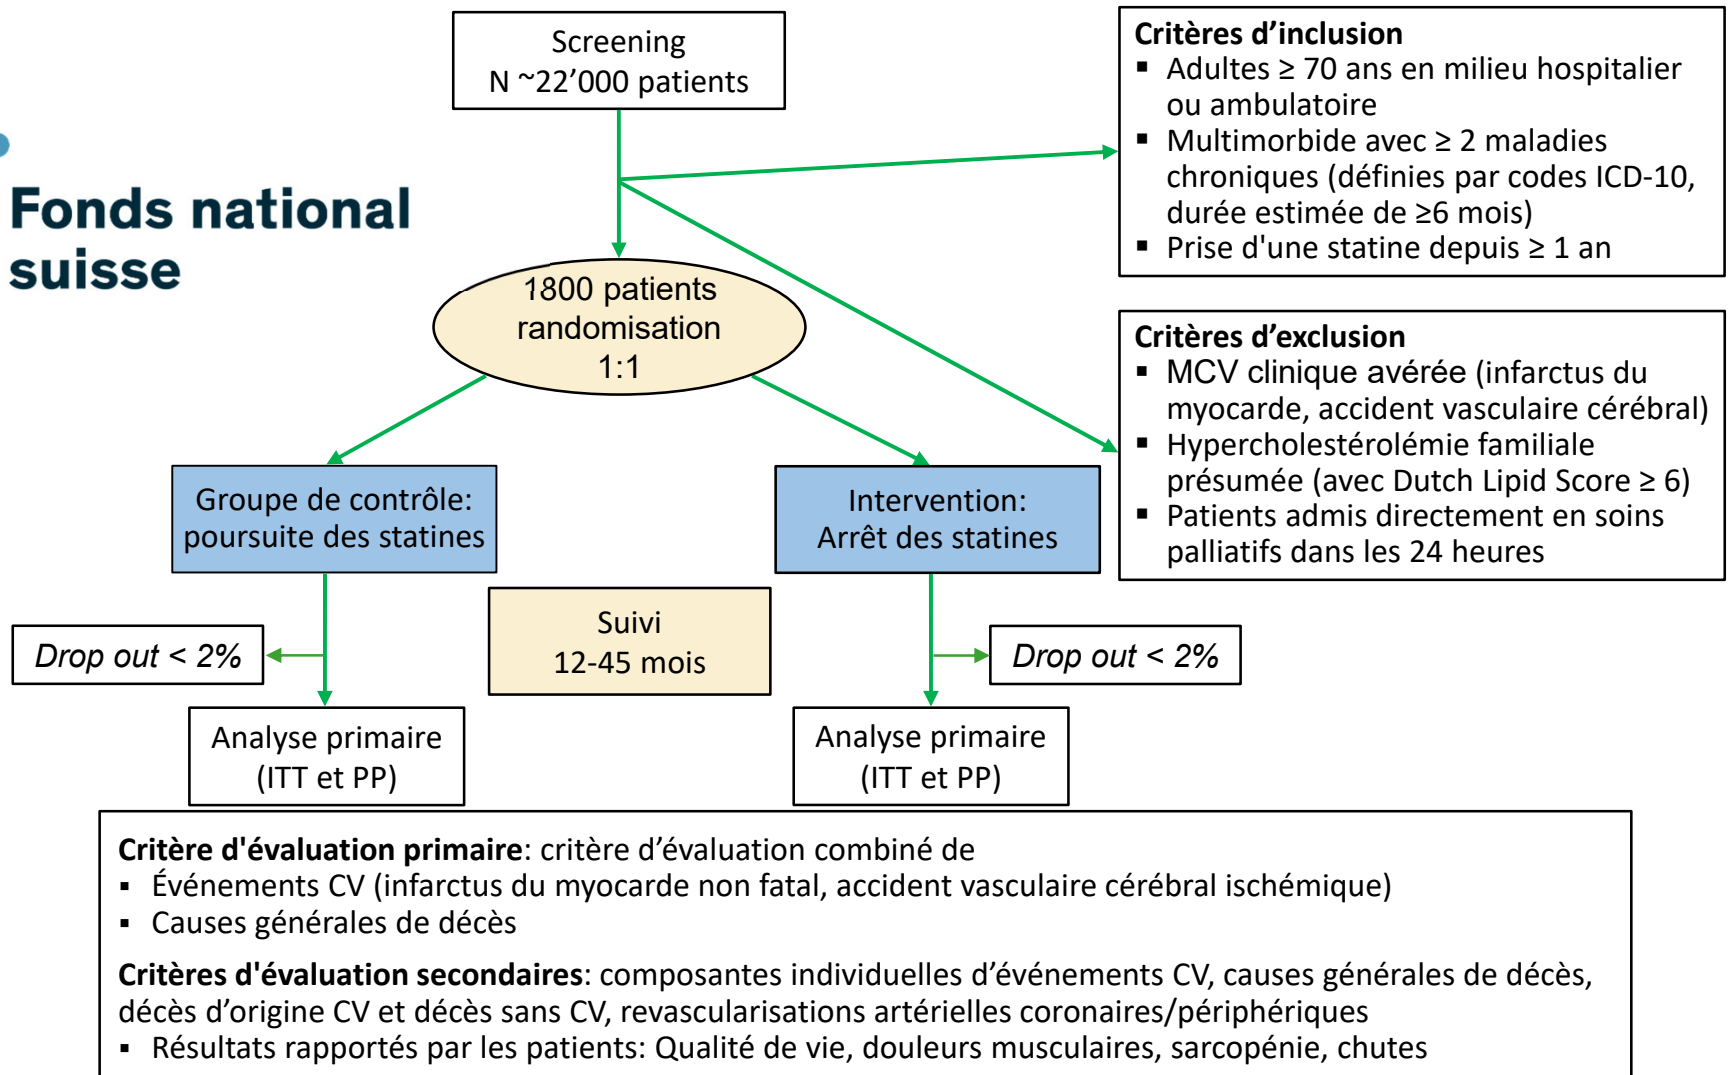 Screening
N ~22’000 patients
Fonds national
suisse
Critères d’inclusion
▪ Adultes ≥ 70 ans en milieu hospitalier
ou ambulatoire
▪ Multimorbide avec ≥ 2 maladies
chroniques (définies par codes ICD-10,
durée estimée de ≥6 mois)
▪ Prise d'une statine depuis ≥ 1 an
1800 patients
randomisation
1:1
Critères d’exclusion
▪ MCV clinique avérée (infarctus du
myocarde, accident vasculaire cérébral)
▪ Hypercholestérolémie familiale
présumée (avec Dutch Lipid Score ≥ 6)
▪ Patients admis directement en soins
palliatifs dans les 24 heures
Groupe de contrôle:
poursuite des statines
Intervention:
Arrêt des statines
Suivi
12-45 mois
Drop out < 2%
Drop out < 2%
Analyse primaire
(ITT et PP)
Analyse primaire
(ITT et PP)
Critère d'évaluation primaire: critère d’évaluation combiné de
▪ Événements CV (infarctus du myocarde non fatal, accident vasculaire cérébral ischémique)
▪ Causes générales de décès
Critères d'évaluation secondaires: composantes individuelles d’événements CV, causes générales de décès,
décès d’origine CV et décès sans CV, revascularisations artérielles coronaires/périphériques
▪ Résultats rapportés par les patients: Qualité de vie, douleurs musculaires, sarcopénie, chutes